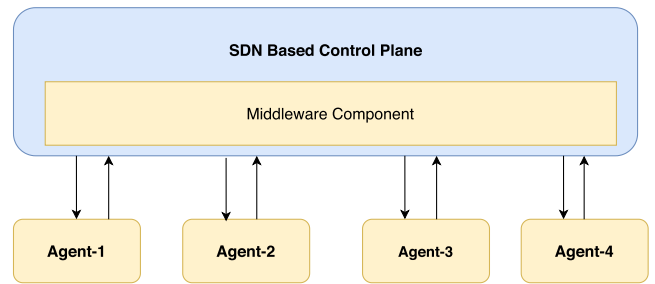 SDN Based Control Plane
Middleware Component
Agent-1
Agent-2
Agent-3
Agent-4